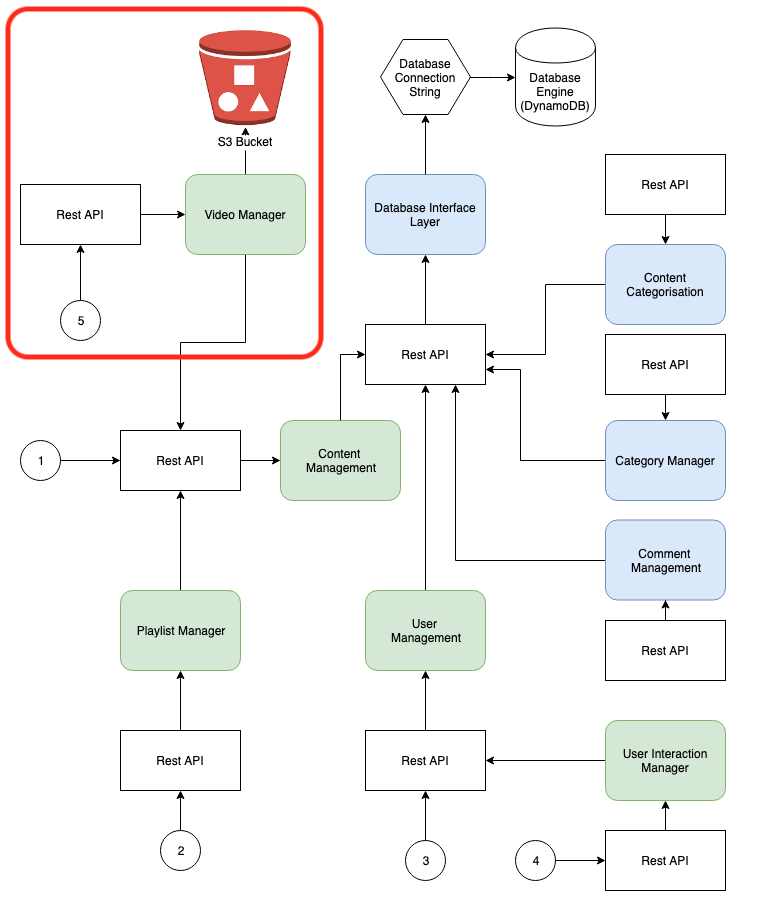 S3 Bucket
Rest API
Video Manager
5
Database
Connection
String
Database
Engine
(DynamoDB)
Database Interface
Layer
Rest API
Content
Categorisation
Rest API
Rest API
Category Manager
1
Rest API
Content
Management
Comment
Management
Rest API
Playlist Manager
User
Management
Rest API
2
Rest API
3
User Interaction
Manager
4
Rest API